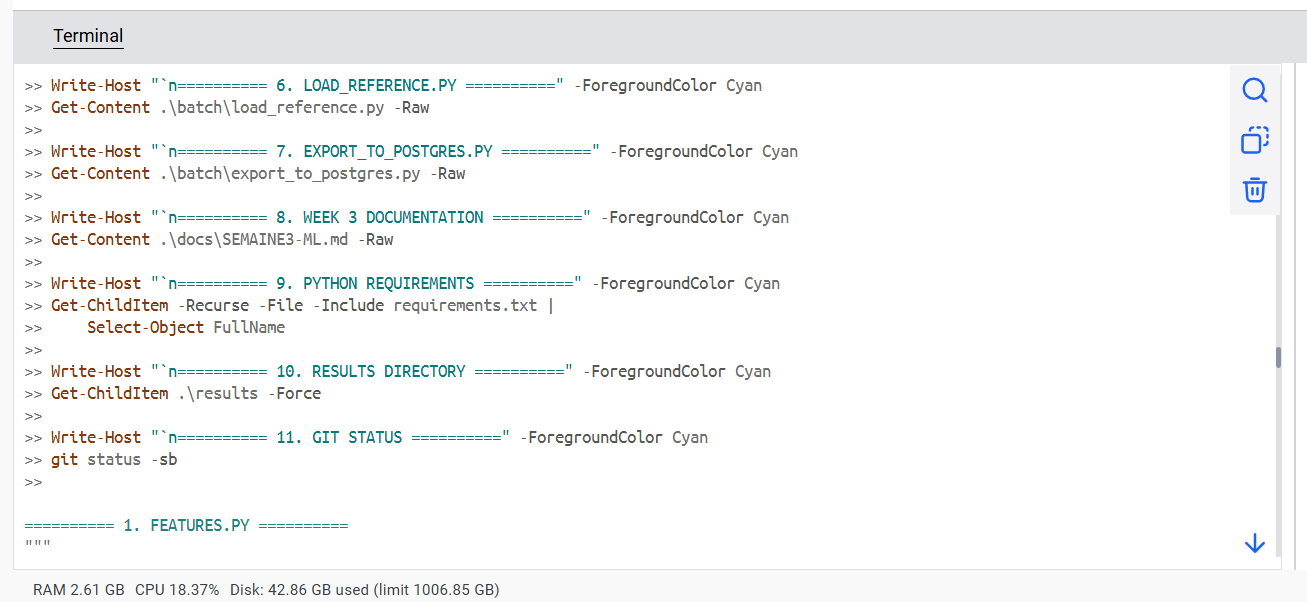 Terminal
>> Write-Host "`n========== 6. LOAD_REFERENCE.PY ==========" -ForegroundColor Cyan
>> Get-Content .\batch\load_reference.py -Raw
>>
>> Write-Host "`n========== 7. EXPORT_TO_POSTGRES.PY ==========" -ForegroundColor Cyan
>> Get-Content .\batch\export_to_postgres.py -Raw
>>
>> Write-Host "`n========== 8. WEEK 3 DOCUMENTATION ==========" -ForegroundColor Cyan
>> Get-Content .\docs\SEMAINE3-ML.md -Raw
>>
>> Write-Host "`n========== 9. PYTHON REQUIREMENTS ==========" -ForegroundColor Cyan
>> Get-ChildItem -Recurse -File -Include requirements.txt |
>>     Select-Object FullName
>>
>> Write-Host "`n========== 10. RESULTS DIRECTORY ==========" -ForegroundColor Cyan
>> Get-ChildItem .\results -Force
>>
>> Write-Host "`n========== 11. GIT STATUS ==========" -ForegroundColor Cyan
>> git status -sb
>>
========== 1. FEATURES.PY ==========
"""
RAM 2.61 GB CPU 18.37% Disk: 42.86 GB used (limit 1006.85 GB)